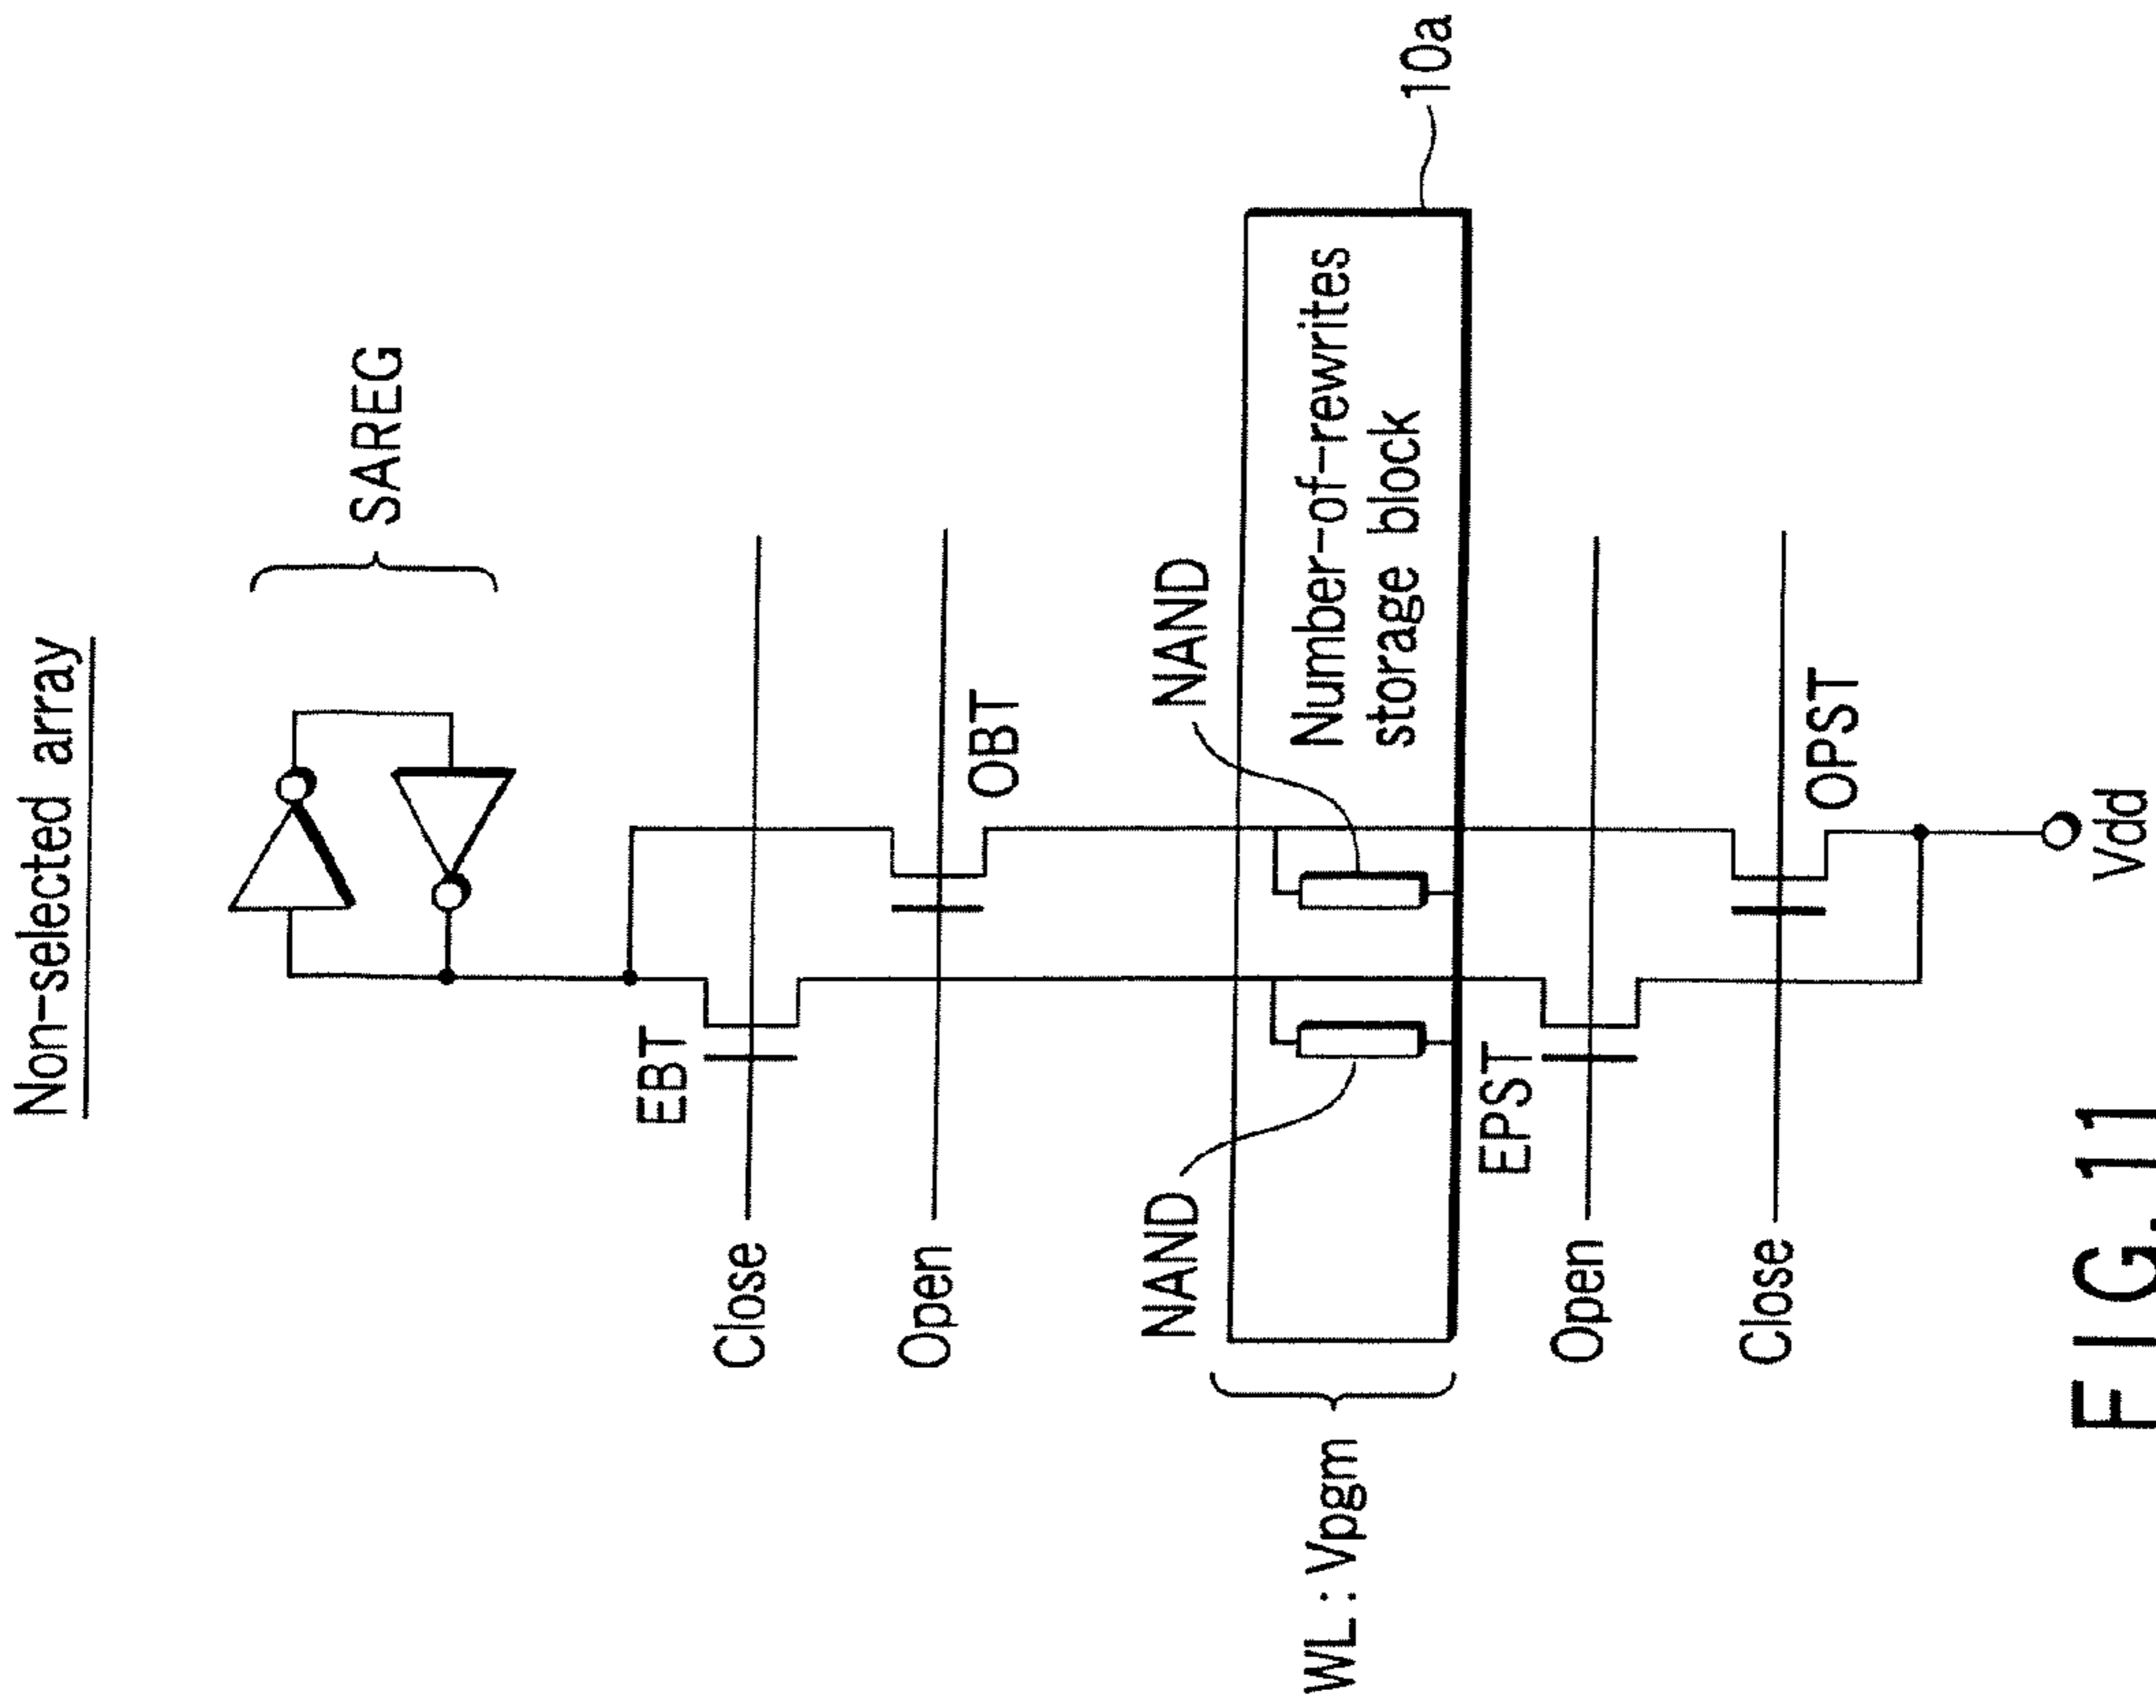 Non-selected array
SAREG
EBT
Close
OBT
Open
NAND
NAND
Number-of-rewrites
storage block
10a
WL : Vpgm
EPST
Open
OPST
Close
Vdd
FIG. 11